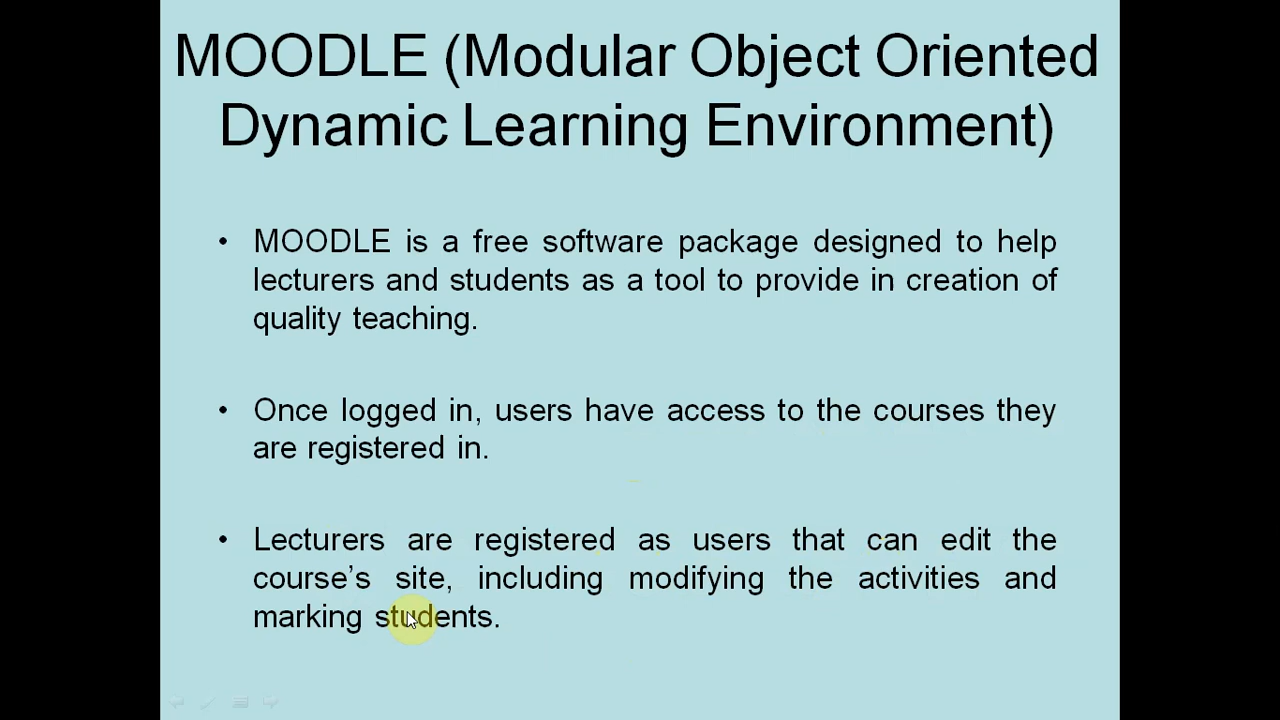 MOODLE (Modular Object Oriented
Dynamic Learning Environment)
• MOODLE is a free software package designed to help
lecturers and students as a tool to provide in creation of
quality teaching.
• Once logged in, users have access to the courses they
are registered in.
• Lecturers are registered as users that can edit the
course's site, including modifying the activities and
marking students.